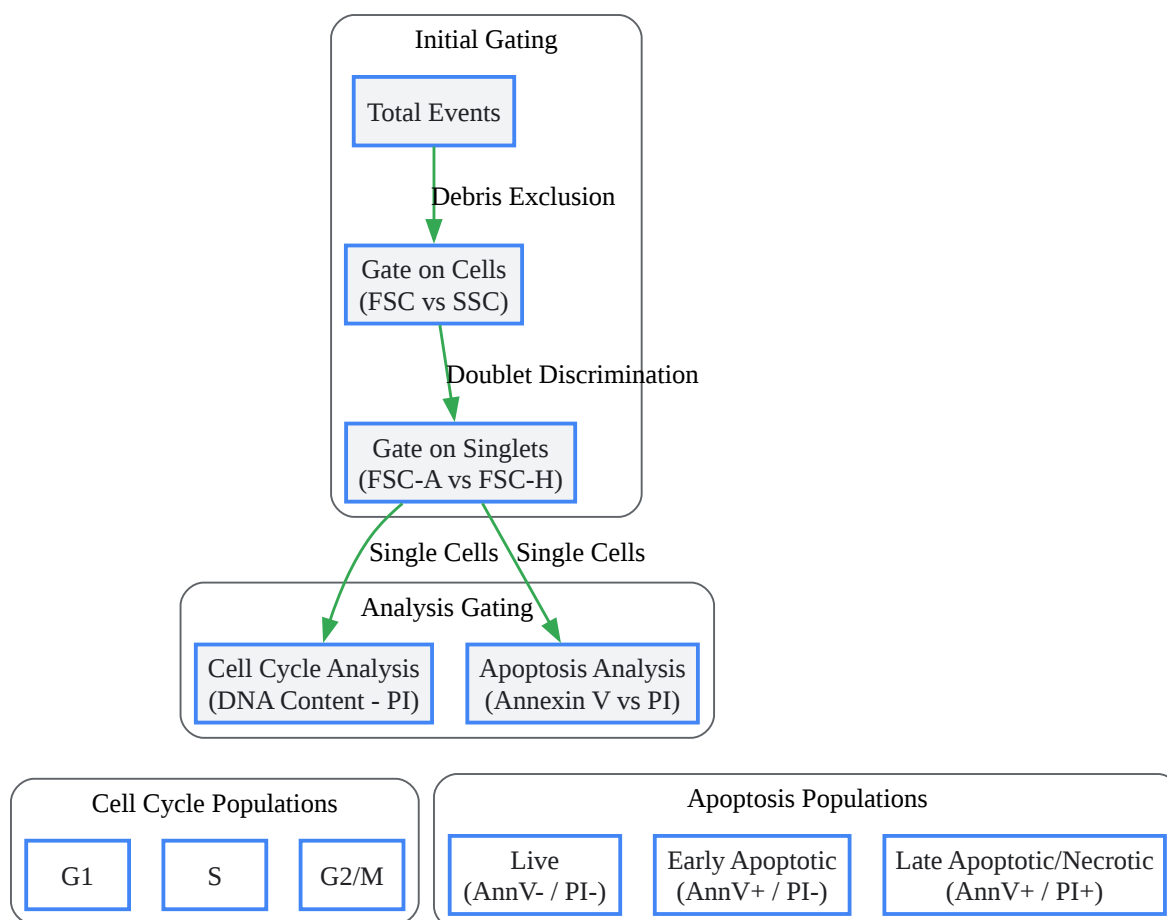 Initial Gating
Total Events
Debris Exclusion
Gate on Cells
(FSC vs SSC)
Doublet Discrimination
Gate on Singlets
(FSC-A vs FSC-H)
Single Cells
Single Cells
Analysis Gating
Cell Cycle Analysis
(DNA Content - PI)
Apoptosis Analysis
(Annexin V vs PI)
Cell Cycle Populations
G1
S
G2/M
Apoptosis Populations
Live
(AnnV- / PI-)
Early Apoptotic
(AnnV+ / PI-)
Late Apoptotic/Necrotic
(AnnV+ / PI+)